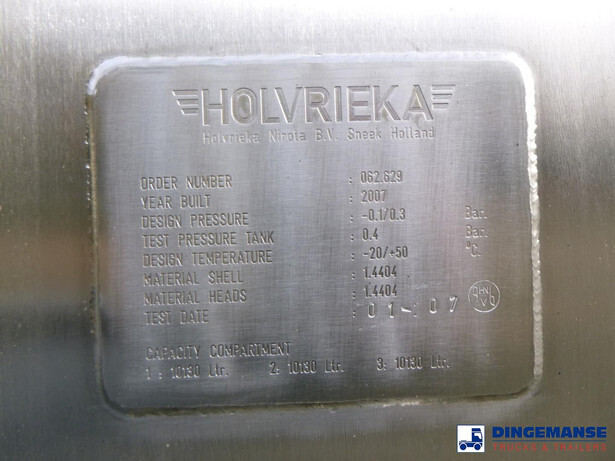 HOLVRIEKA
Holvrieka Nirota B.V. Sneek Holland
ORDER NUMBER : 062.629
YEAR BUILT : 2007
DESIGN PRESSURE : -0.1/0.3 Bar.
TEST PRESSURE TANK : 0.4 Bar.
DESIGN TEMPERATURE : -20/+50 °C.
MATERIAL SHELL : 1.4404
MATERIAL HEADS : 1.4404
TEST DATE : 01-07
CAPACITY COMPARTMENT
1 : 10130 Ltr. 2: 10130 Ltr. 3: 10130 Ltr.
DINGEMANSE
TRUCKS & TRAILERS